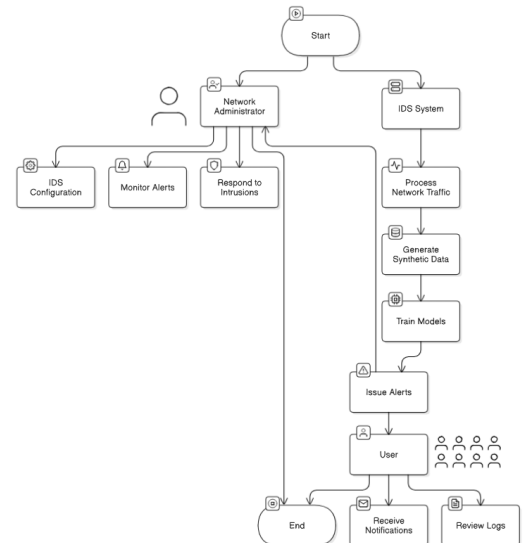 Start
Network
Administrator
IDS System
IDS
Configuration
Monitor Alerts
Respond to
Intrusions
Process
Network Traffic
Generate
Synthetic Data
Train Models
Issue Alerts
User
End
Receive
Notifications
Review Logs